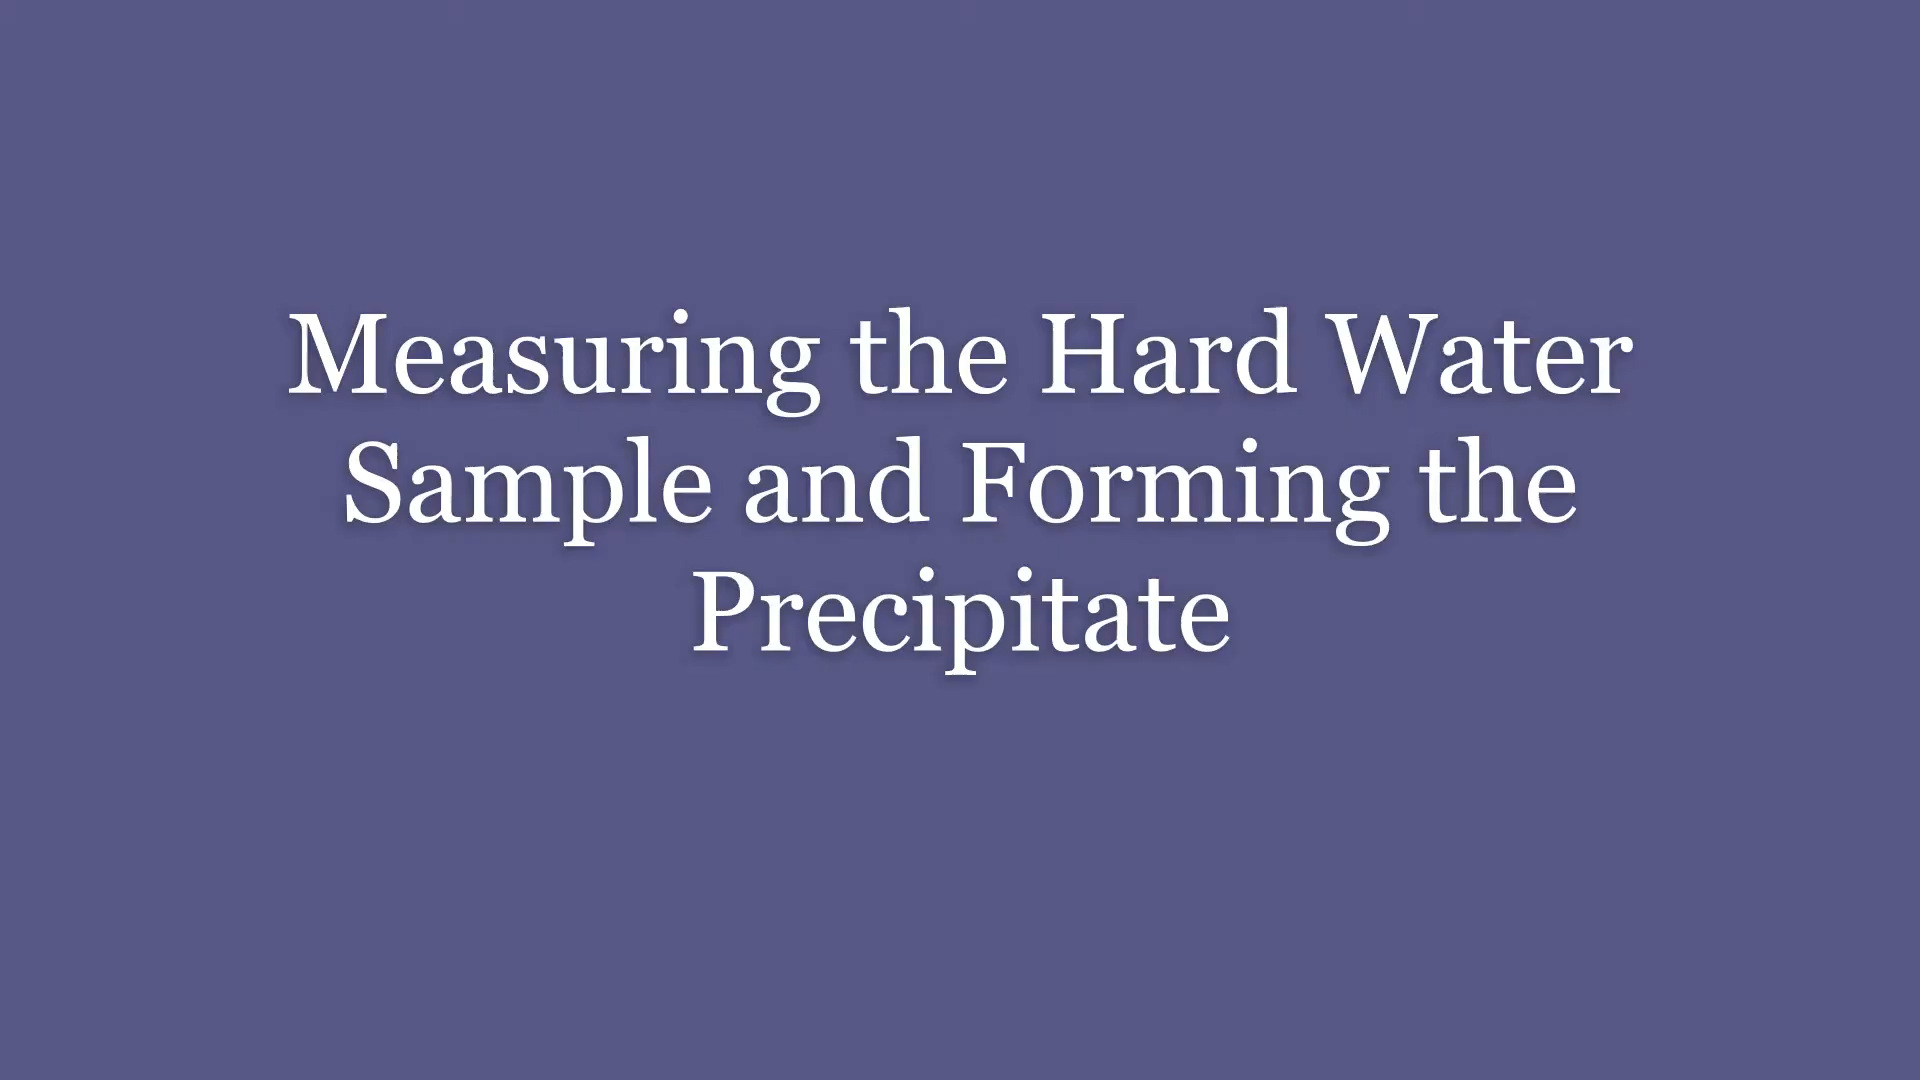 Measuring the Hard Water
Sample and Forming the
Precipitate